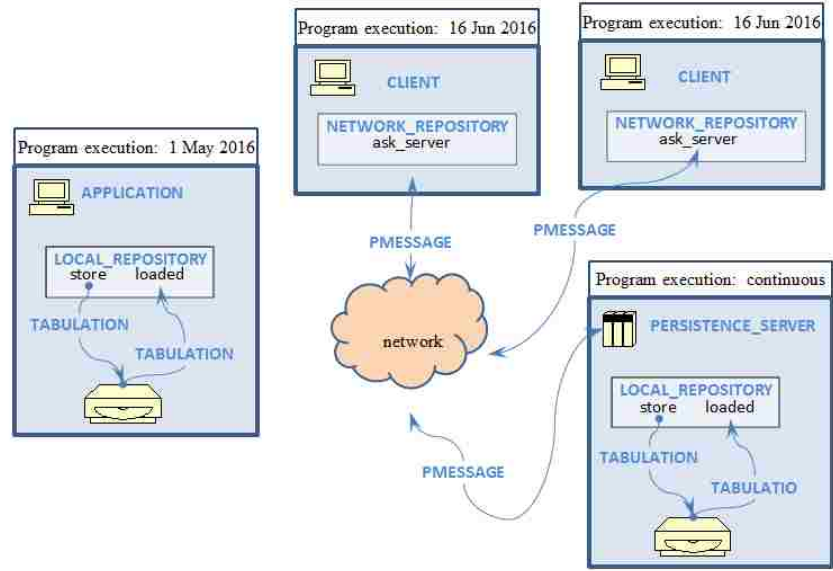 Program execution: 1 May 2016
APPLICATION
LOCAL_REPOSITORY
store loaded
TABULATION
TABULATION
Program execution: 16 Jun 2016
CLIENT
NETWORK_REPOSITORY
ask_server
PMESSAGE
Program execution: 16 Jun 2016
CLIENT
NETWORK_REPOSITORY
ask_server
PMESSAGE
network
PMESSAGE
Program execution: continuous
PERSISTENCE_SERVER
LOCAL_REPOSITORY
store loaded
TABULATION
TABULATIO